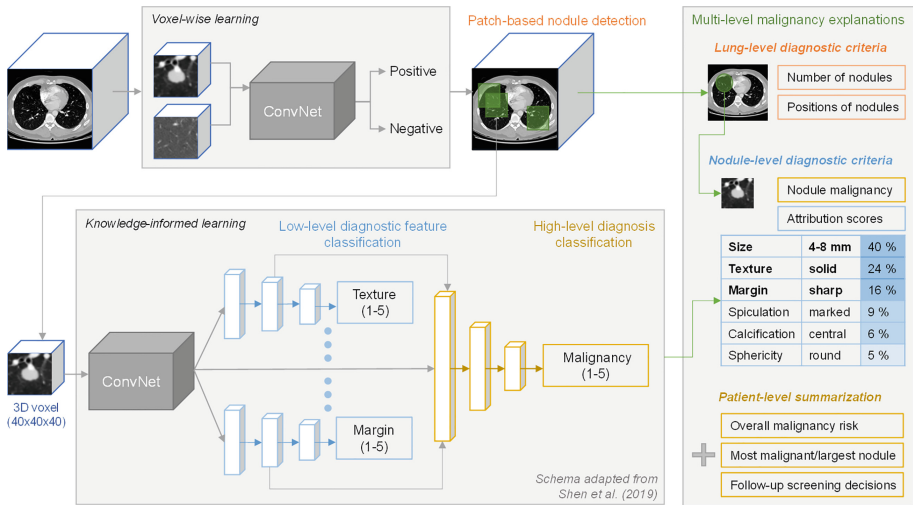 Voxel-wise learning
Patch-based nodule detection
Multi-level malignancy explanations
ConvNet
Positive
Negative
Lung-level diagnostic criteria
Number of nodules
Positions of nodules
Nodule-level diagnostic criteria
Nodule malignancy
Attribution scores
Size 4-8 mm 40 %
Texture solid 24 %
Margin sharp 16 %
Spiculation marked 9 %
Calcification central 6 %
Sphericity round 5 %
Patient-level summarization
Overall malignancy risk
Most malignant/largest nodule
Follow-up screening decisions
Knowledge-informed learning
Low-level diagnostic feature
classification
High-level diagnosis
classification
3D voxel
(40x40x40)
ConvNet
Texture
(1-5)
Margin
(1-5)
Malignancy
(1-5)
Schema adapted from
Shen et al. (2019)